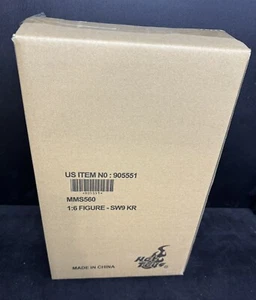 US ITEM NO : 905551
MMS560
1:6 FIGURE - SW9 KR
MADE IN CHINA
Hot Toys